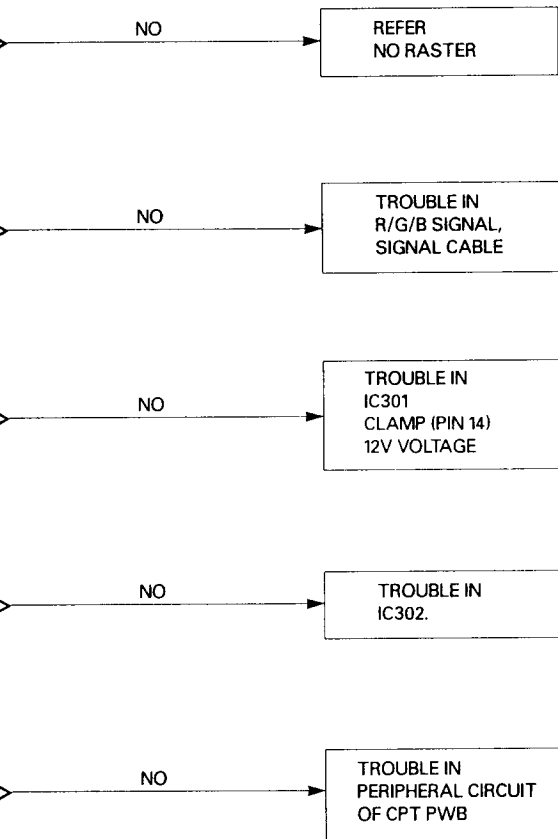 NO
REFER
NO RASTER
NO
TROUBLE IN
R/G/B SIGNAL,
SIGNAL CABLE
NO
TROUBLE IN
IC301
CLAMP (PIN 14)
12V VOLTAGE
NO
TROUBLE IN
IC302.
NO
TROUBLE IN
PERIPHERAL CIRCUIT
OF CPT PWB